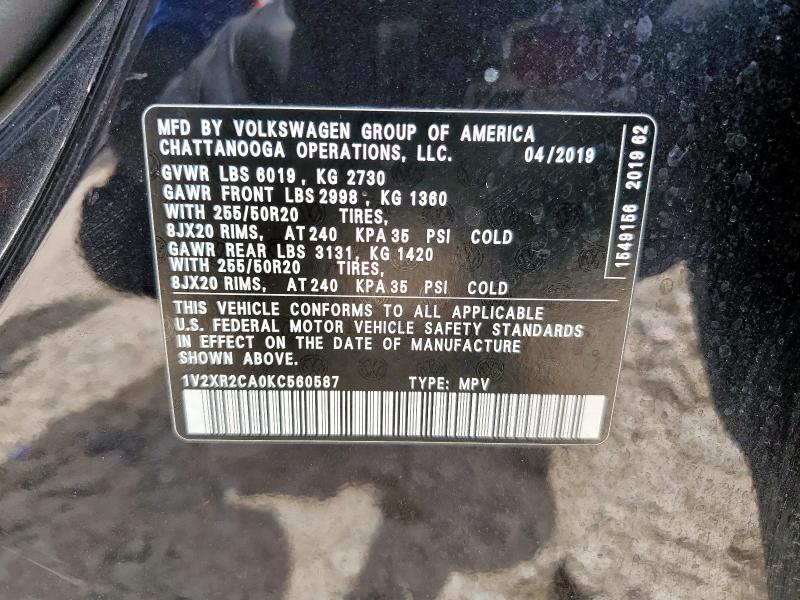 MFD BY VOLKSWAGEN GROUP OF AMERICA
CHATTANOOGA OPERATIONS, LLC. 04/2019
GVWR LBS 6019, KG 2730
GAWR FRONT LBS 2998, KG 1360
WITH 255/50R20 TIRES,
8JX20 RIMS, AT 240 KPA 35 PSI COLD
GAWR REAR LBS 3131, KG 1420
WITH 255/50R20 TIRES,
8JX20 RIMS, AT 240 KPA 35 PSI COLD
THIS VEHICLE CONFORMS TO ALL APPLICABLE
U.S. FEDERAL MOTOR VEHICLE SAFETY STANDARDS
IN EFFECT ON THE DATE OF MANUFACTURE
SHOWN ABOVE.
1V2XR2CA0KC560587 TYPE: MPV
1549156 2019 62